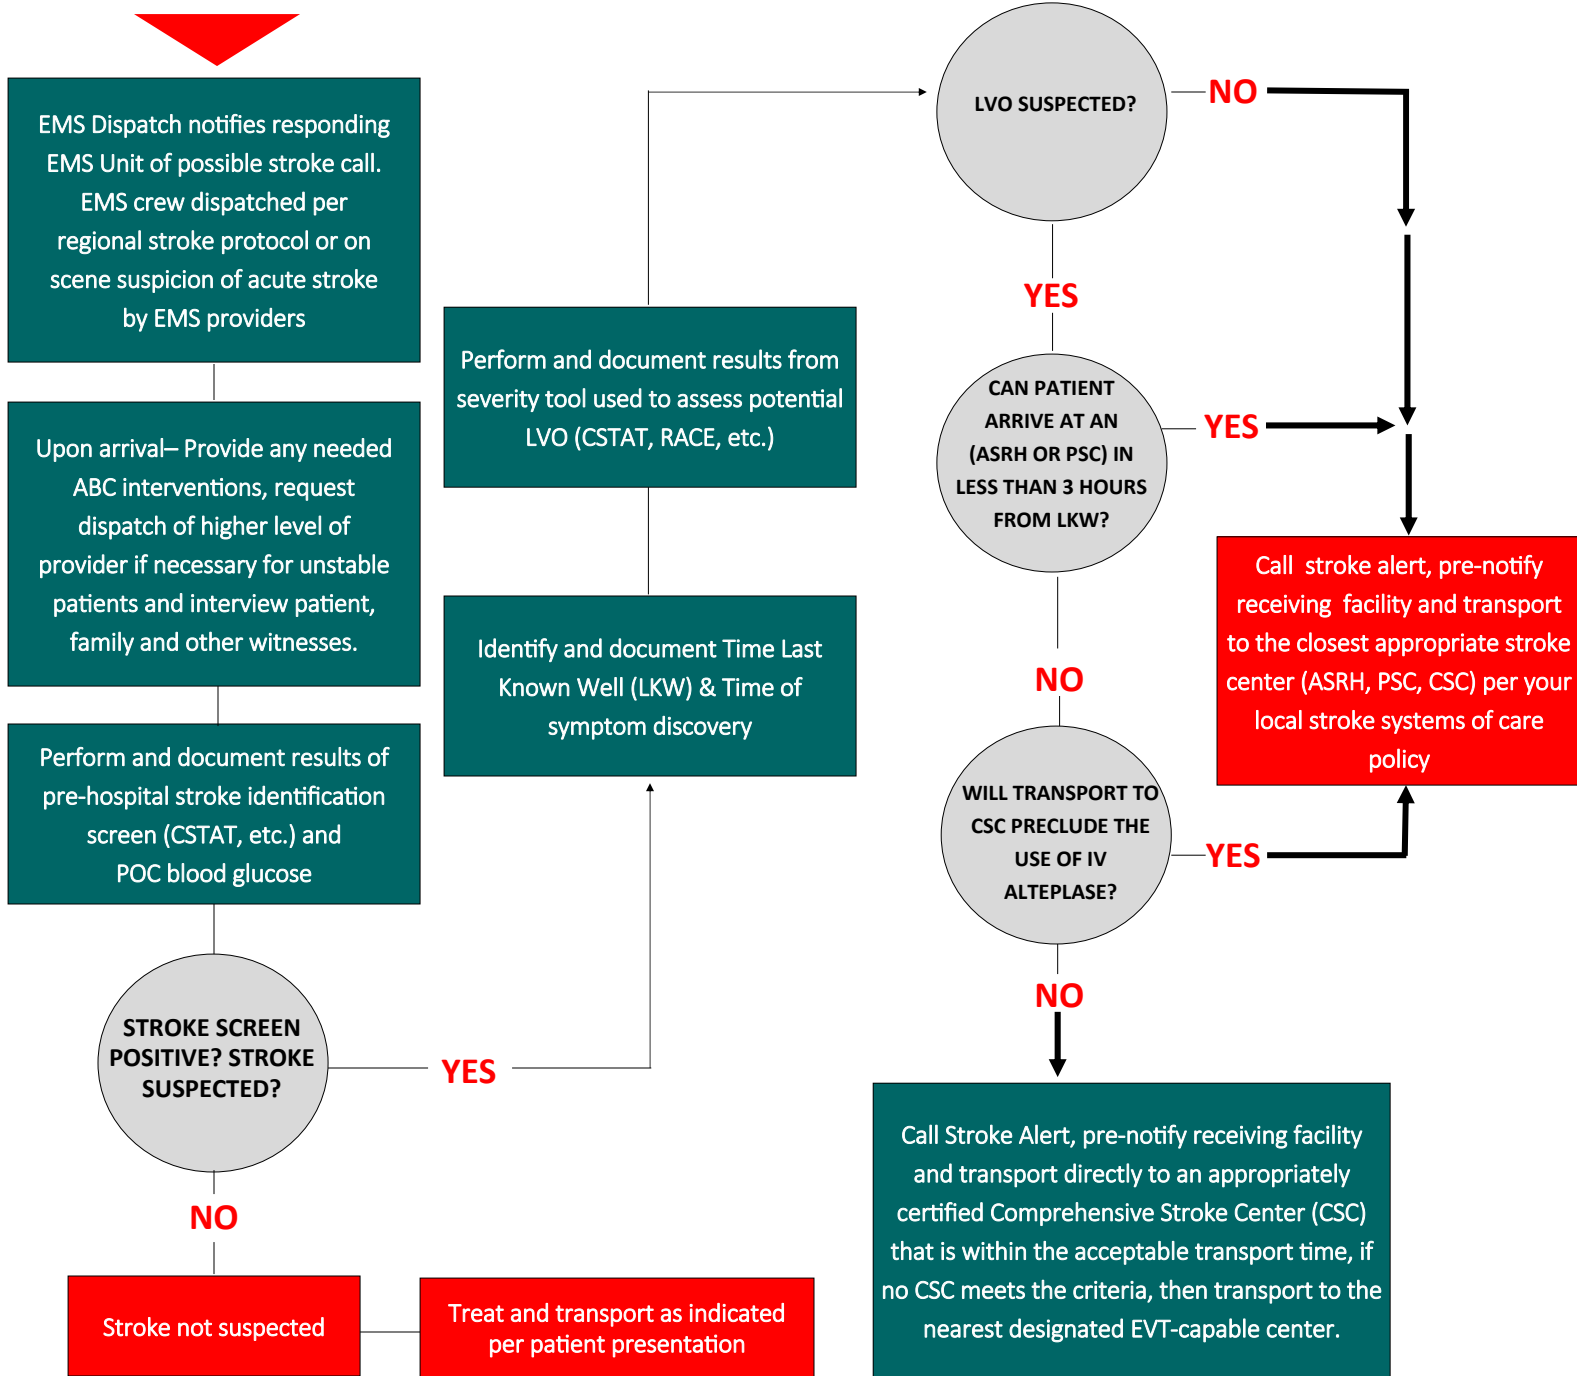 EMS Dispatch notifies responding
EMS Unit of possible stroke call.
EMS crew dispatched per
regional stroke protocol or on
scene suspicion of acute stroke
by EMS providers
Upon arrival– Provide any needed
ABC interventions, request
dispatch of higher level of
provider if necessary for unstable
patients and interview patient,
family and other witnesses.
Perform and document results of
pre-hospital stroke identification
screen (CSTAT, etc.) and
POC blood glucose
STROKE SCREEN
POSITIVE? STROKE
SUSPECTED?
YES
NO
Stroke not suspected
Treat and transport as indicated
per patient presentation
Identify and document Time Last
Known Well (LKW) & Time of
symptom discovery
Perform and document results from
severity tool used to assess potential
LVO (CSTAT, RACE, etc.)
LVO SUSPECTED?
NO
YES
CAN PATIENT
ARRIVE AT AN
(ASRH OR PSC) IN
LESS THAN 3 HOURS
FROM LKW?
YES
NO
WILL TRANSPORT TO
CSC PRECLUDE THE
USE OF IV
ALTEPLASE?
YES
NO
Call stroke alert, pre-notify
receiving facility and transport
to the closest appropriate stroke
center (ASRH, PSC, CSC) per your
local stroke systems of care
policy
Call Stroke Alert, pre-notify receiving facility
and transport directly to an appropriately
certified Comprehensive Stroke Center (CSC)
that is within the acceptable transport time, if
no CSC meets the criteria, then transport to the
nearest designated EVT-capable center.